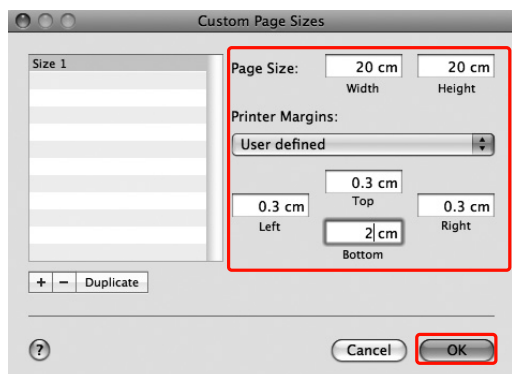 Custom Page Sizes
Size 1
Page Size:
20 cm
20 cm
Width
Height
Printer Margins:
User defined
0.3 cm
Top
0.3 cm
0.3 cm
Left
Right
2 cm
Bottom
+ − Duplicate
?
Cancel
OK